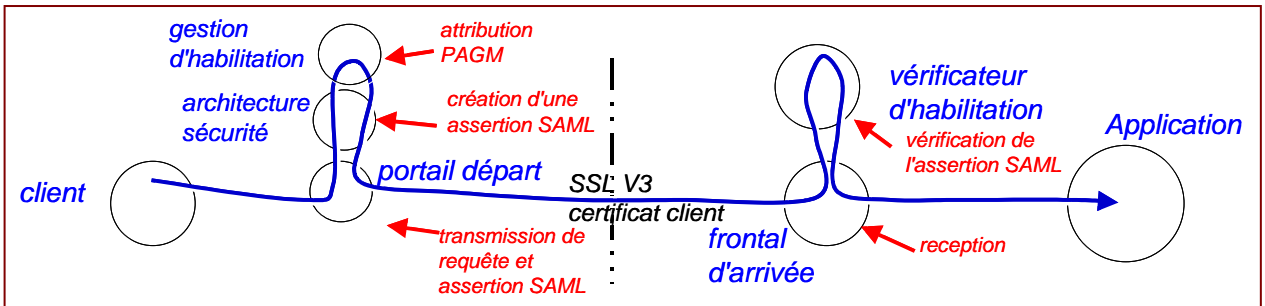 gestion
d'habilitation
attribution
PAGM
architecture
sécurité
création d'une
assertion SAML
client
portail départ
transmission de
requête et
assertion SAML
SSL V3
certificat client
vérificateur
d'habilitation
vérification de
l'assertion SAML
frontal
d'arrivée
reception
Application